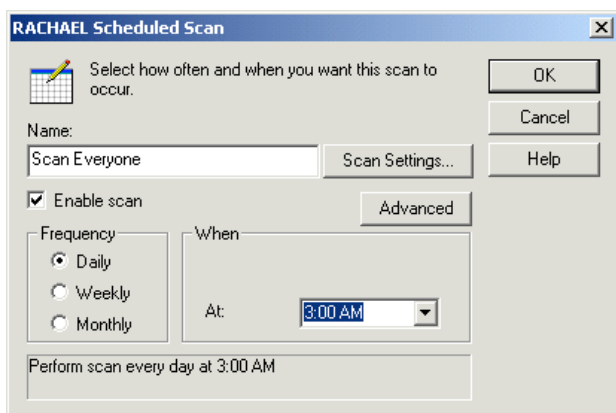 RACHAEL Scheduled Scan
Select how often and when you want this scan to
occur.
OK
Cancel
Help
Name:
Scan Everyone
Scan Settings...
Enable scan
Advanced
Frequency
Daily
Weekly
Monthly
When
At:
3:00 AM
Perform scan every day at 3:00 AM